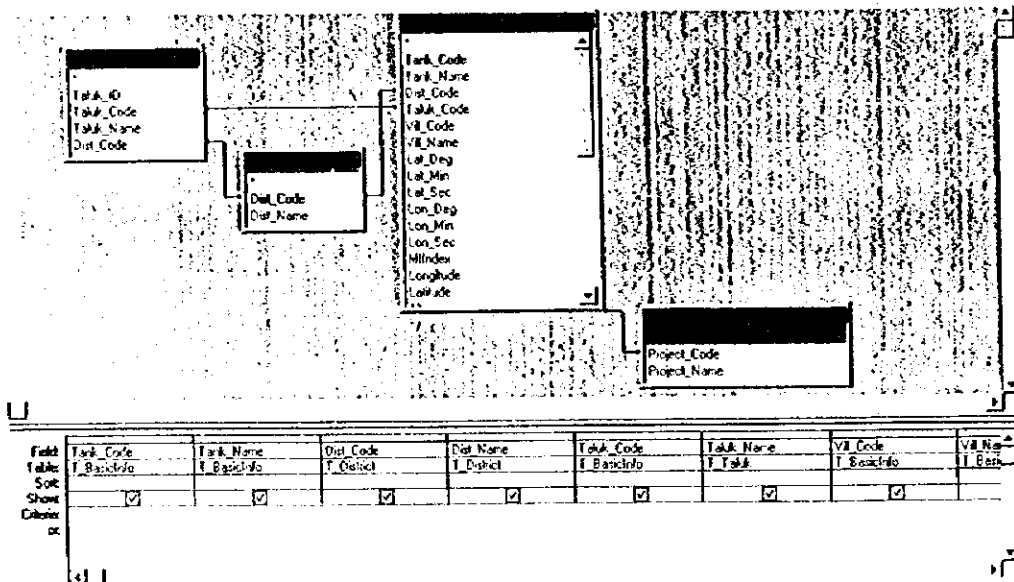 Taluk_ID
Taluk_Code
Taluk_Name
Dist_Code
Dist_Code
Dist_Name
Tank_Code
Tank_Name
Dist_Code
Taluk_Code
Vill_Code
Vill_Name
Lat_Deg
Lat_Min
Lat_Sec
Lon_Deg
Lon_Min
Lon_Sec
MIIndex
Longitude
Latitude
Project_Code
Project_Name
Field: Tank_Code Tank_Name Dist_Code Dist_Name Taluk_Code Taluk_Name Vill_Code
Table: T_BasicInfo T_BasicInfo T_District T_District T_BasicInfo T_Taluk T_BasicInfo
Sort:
Show:
Criteria:
or: